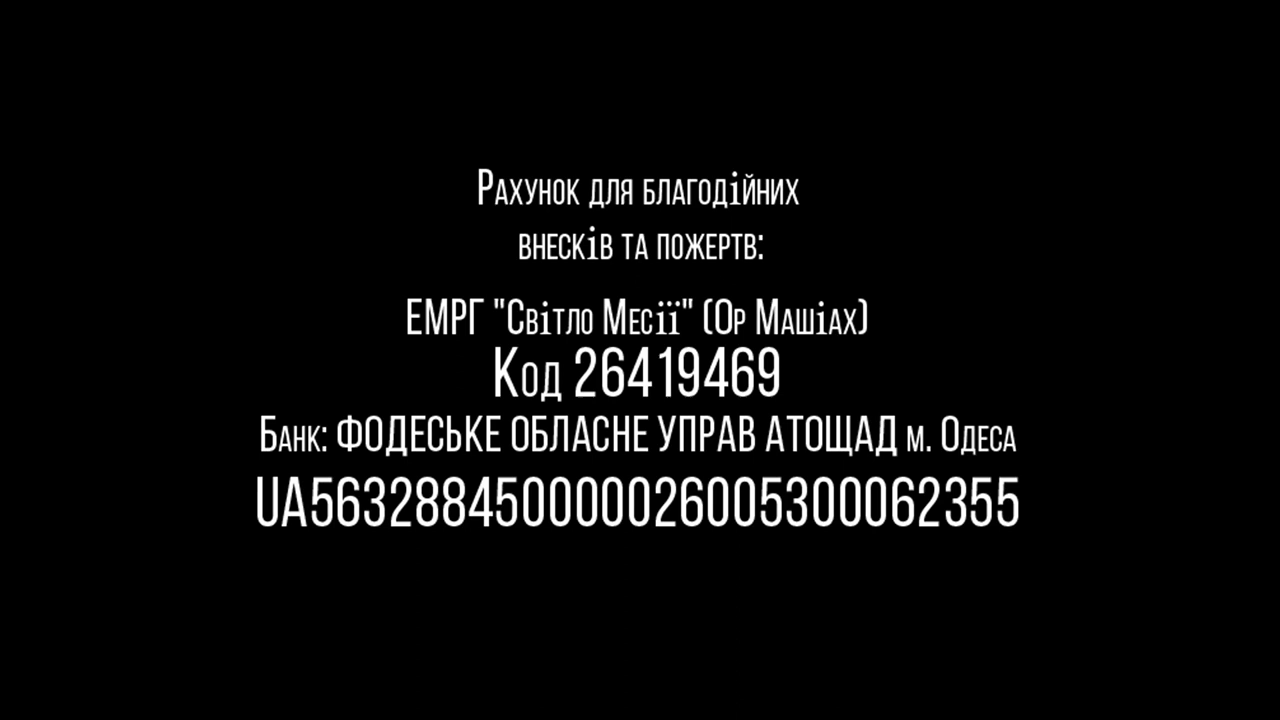 Рахунок для благодійних
внесків та пожертв:
ЕМРГ "Світло Месії" (Ор Машіах)
Код 26419469
Банк: ФОДЕСЬКЕ ОБЛАСНЕ УПРАВ АТОЩАД м. Одеса
UA563288450000026005300062355